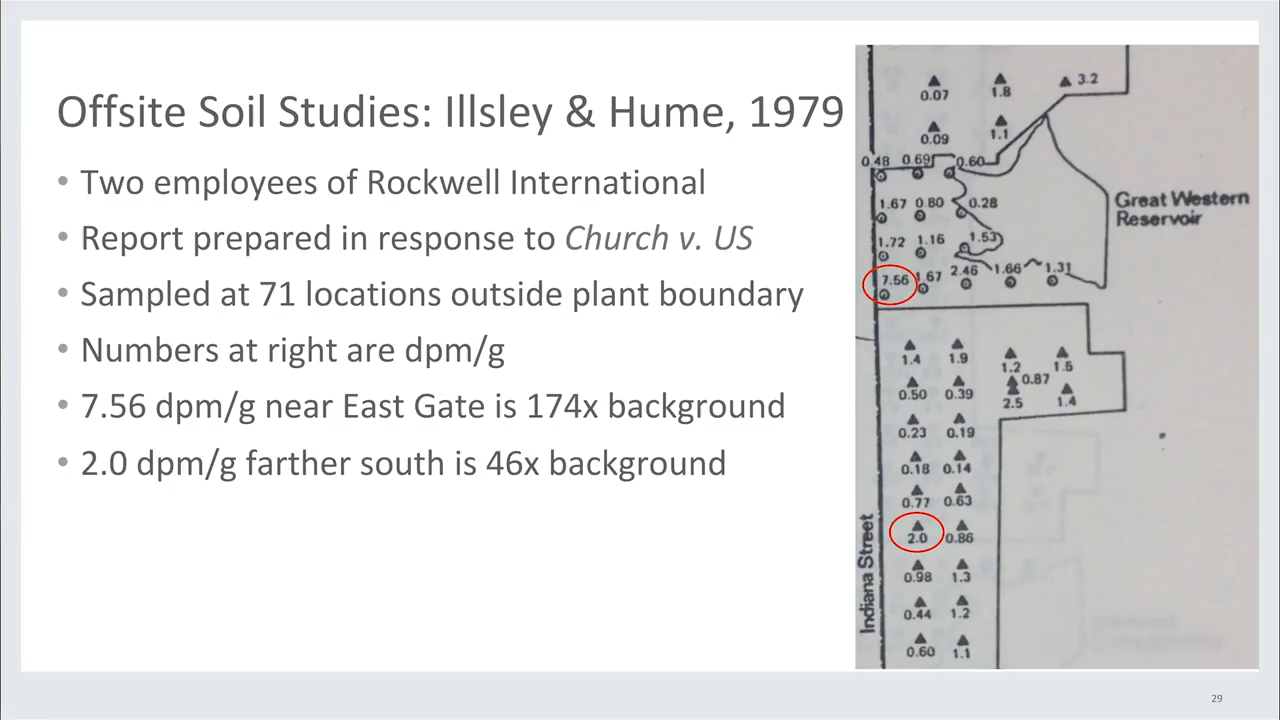 Offsite Soil Studies: Illsley & Hume, 1979
• Two employees of Rockwell International
• Report prepared in response to Church v. US
• Sampled at 71 locations outside plant boundary
• Numbers at right are dpm/g
• 7.56 dpm/g near East Gate is 174x background
• 2.0 dpm/g farther south is 46x background
0.07 1.8 3.2
0.09 1.1
0.48 0.69 0.60
1.67 0.80 0.28
Great Western
Reservoir
1.72 1.16 1.53
7.56 1.67 2.46 1.66 1.31
1.4 1.9 1.2 1.5
0.87
0.50 0.39 2.5 1.4
0.23 0.19
0.18 0.14
0.77 0.63
2.0 0.86
0.98 1.3
0.44 1.2
0.60 1.1
Indiana Street
29